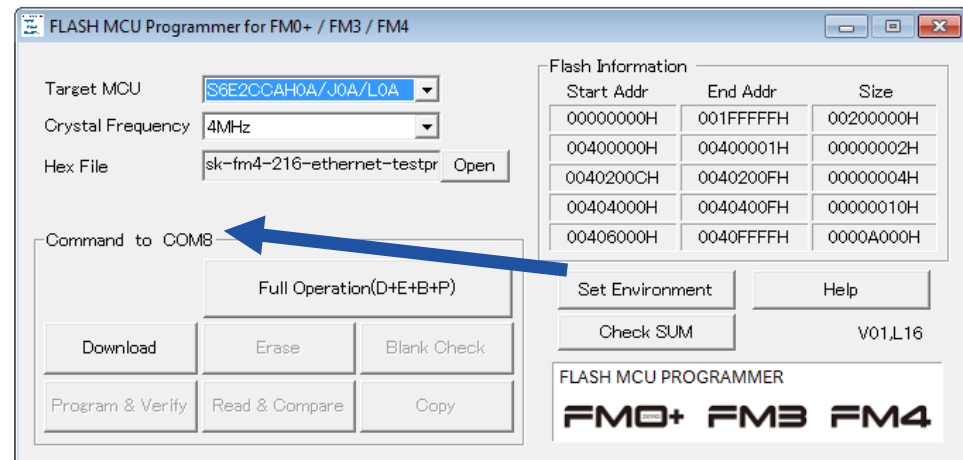 FLASH MCU Programmer for FM0+ / FM3 / FM4
Target MCU S6E2CCAH0A/J0A/L0A
Crystal Frequency 4MHz
Hex File sk-fm4-216-ethernet-testpr Open
Flash Information
Start Addr End Addr Size
00000000H 001FFFFFH 00200000H
00400000H 00400001H 00000002H
0040200CH 0040200FH 00000004H
00404000H 0040400FH 00000010H
00406000H 0040FFFFH 0000A000H
Command to COM8
Full Operation(D+E+B+P)
Download Erase Blank Check
Program & Verify Read & Compare Copy
Set Environment Help
Check SUM V01,L16
FLASH MCU PROGRAMMER
FM0+ FM3 FM4